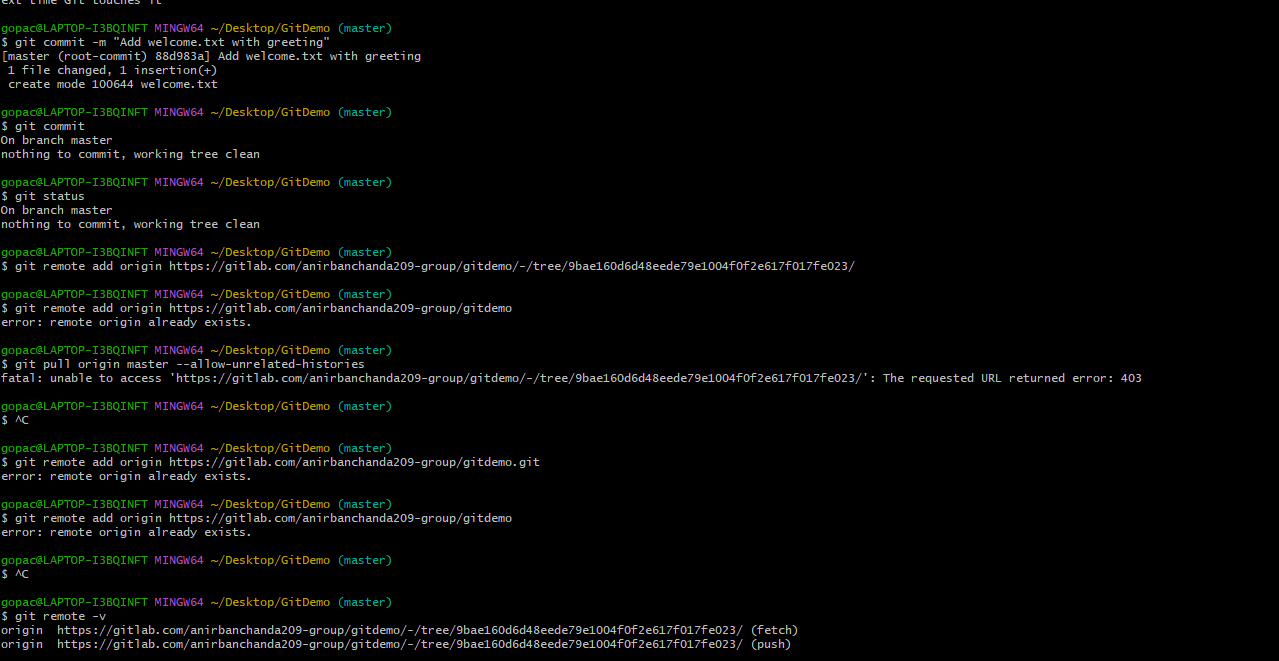 ext time Git touches it
gopac@LAPTOP-I3BQINFT MINGW64 ~/Desktop/GitDemo (master)
$ git commit -m "Add welcome.txt with greeting"
[master (root-commit) 88d983a] Add welcome.txt with greeting
 1 file changed, 1 insertion(+)
 create mode 100644 welcome.txt
gopac@LAPTOP-I3BQINFT MINGW64 ~/Desktop/GitDemo (master)
$ git commit
On branch master
nothing to commit, working tree clean
gopac@LAPTOP-I3BQINFT MINGW64 ~/Desktop/GitDemo (master)
$ git status
On branch master
nothing to commit, working tree clean
gopac@LAPTOP-I3BQINFT MINGW64 ~/Desktop/GitDemo (master)
$ git remote add origin https://gitlab.com/anirbanchanda209-group/gitdemo/-/tree/9bae160d6d48eede79e1004f0f2e617f017fe023/
gopac@LAPTOP-I3BQINFT MINGW64 ~/Desktop/GitDemo (master)
$ git remote add origin https://gitlab.com/anirbanchanda209-group/gitdemo
error: remote origin already exists.
gopac@LAPTOP-I3BQINFT MINGW64 ~/Desktop/GitDemo (master)
$ git pull origin master --allow-unrelated-histories
fatal: unable to access 'https://gitlab.com/anirbanchanda209-group/gitdemo/-/tree/9bae160d6d48eede79e1004f0f2e617f017fe023/': The requested URL returned error: 403
gopac@LAPTOP-I3BQINFT MINGW64 ~/Desktop/GitDemo (master)
$ ^C
gopac@LAPTOP-I3BQINFT MINGW64 ~/Desktop/GitDemo (master)
$ git remote add origin https://gitlab.com/anirbanchanda209-group/gitdemo.git
error: remote origin already exists.
gopac@LAPTOP-I3BQINFT MINGW64 ~/Desktop/GitDemo (master)
$ git remote add origin https://gitlab.com/anirbanchanda209-group/gitdemo
error: remote origin already exists.
gopac@LAPTOP-I3BQINFT MINGW64 ~/Desktop/GitDemo (master)
$ ^C
gopac@LAPTOP-I3BQINFT MINGW64 ~/Desktop/GitDemo (master)
$ git remote -v
origin  https://gitlab.com/anirbanchanda209-group/gitdemo/-/tree/9bae160d6d48eede79e1004f0f2e617f017fe023/ (fetch)
origin  https://gitlab.com/anirbanchanda209-group/gitdemo/-/tree/9bae160d6d48eede79e1004f0f2e617f017fe023/ (push)